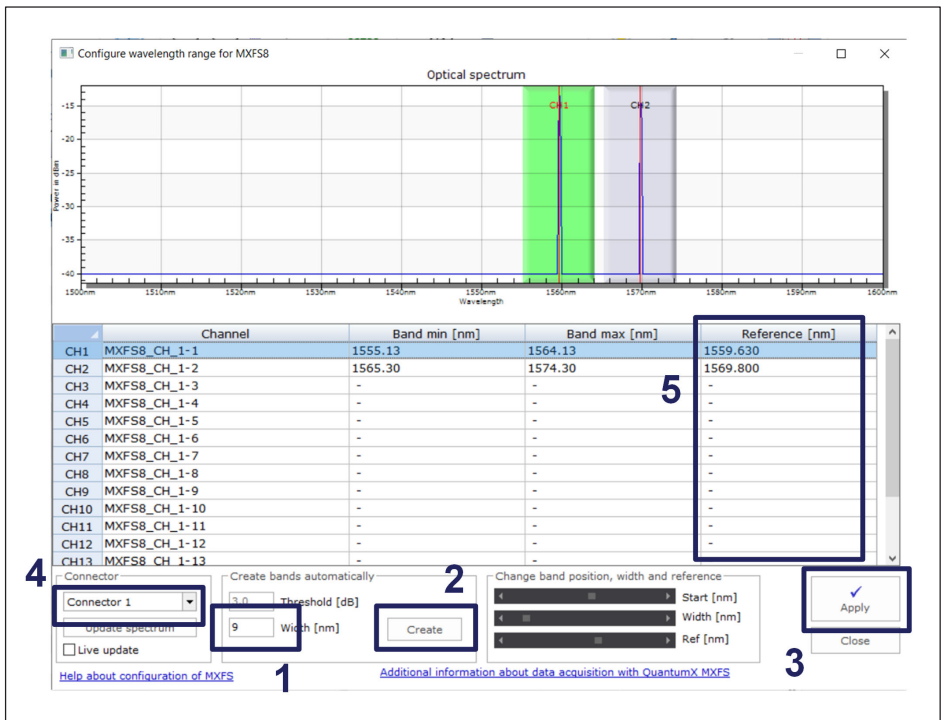 Configure wavelength range for MXFS8
Optical spectrum
CH1 CH2
Power in dBm
-15
-20
-25
-30
-35
-40
1500nm 1510nm 1520nm 1530nm 1540nm 1550nm 1560nm 1570nm 1580nm 1590nm 1600nm
Wavelength
Channel Band min [nm] Band max [nm] Reference [nm]
CH1 MXFS8_CH_1-1 1555.13 1564.13 1559.630
CH2 MXFS8_CH_1-2 1565.30 1574.30 1569.800
CH3 MXFS8_CH_1-3 - - -
5
CH4 MXFS8_CH_1-4 - - -
CH5 MXFS8_CH_1-5 - - -
CH6 MXFS8_CH_1-6 - - -
CH7 MXFS8_CH_1-7 - - -
CH8 MXFS8_CH_1-8 - - -
CH9 MXFS8_CH_1-9 - - -
CH10 MXFS8_CH_1-10 - - -
CH11 MXFS8_CH_1-11 - - -
CH12 MXFS8_CH_1-12 - - -
CH13 MXFS8_CH_1-13
4
Connector
Connector 1
Update spectrum
Live update
Create bands automatically
3.0 Threshold [dB]
9 Width [nm]
1
2
Create
Change band position, width and reference
Start [nm]
Width [nm]
Ref [nm]
Apply
Close
3
Help about configuration of MXFS
Additional information about data acquisition with QuantumX MXFS